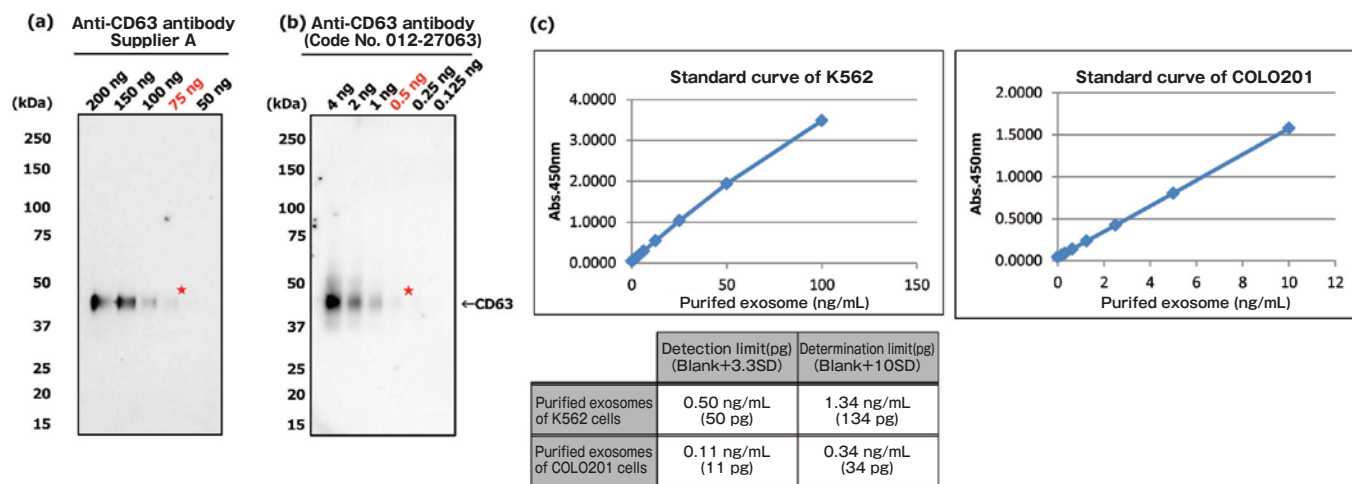 (a)
Anti-CD63 antibody
Supplier A
(kDa)
200 ng
150 ng
100 ng
75 ng
50 ng
250
150
100
75
50
37
25
20
15
(b)
Anti-CD63 antibody
(Code No. 012-27063)
(kDa)
4 ng
2 ng
1 ng
0.5 ng
0.25 ng
0.125 ng
250
150
100
75
50
37
25
20
15
←CD63
(c)
Standard curve of K562
Abs.450nm
4.0000
3.0000
2.0000
1.0000
0.0000
0 50 100 150
Purifed exosome (ng/mL)
Standard curve of COLO201
Abs.450nm
2.0000
1.5000
1.0000
0.5000
0.0000
0 2 4 6 8 10 12
Purifed exosome (ng/mL)
Detection limit(pg) Determination limit(pg)
(Blank+3.3SD) (Blank+10SD)
Purified exosomes
of K562 cells
0.50 ng/mL 1.34 ng/mL
(50 pg) (134 pg)
Purified exosomes
of COLO201 cells
0.11 ng/mL 0.34 ng/mL
(11 pg) (34 pg)